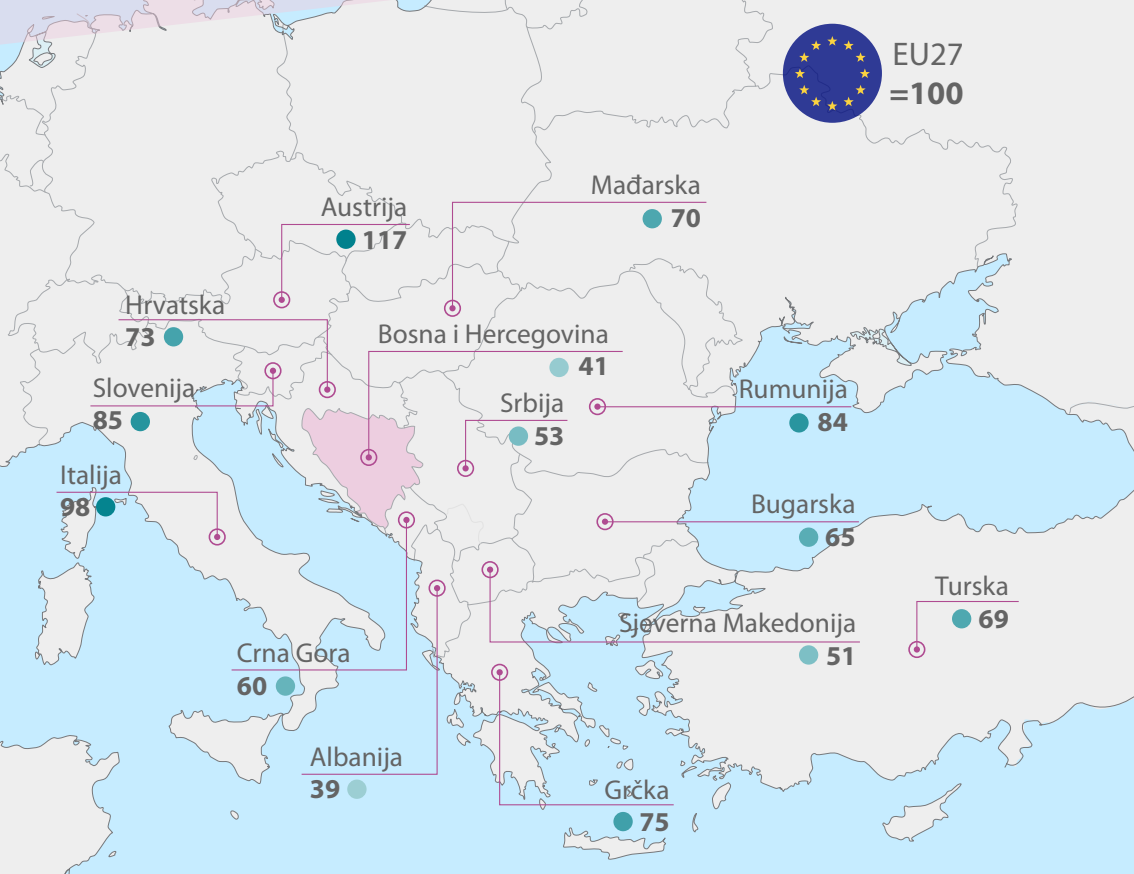 EU27
=100
Mađarska
70
Austrija
117
Hrvatska
73
Bosna i Hercegovina
41
Slovenija
85
Srbija
53
Rumunija
84
Italija
98
Bugarska
65
Turska
69
Sjeverna Makedonija
51
Crna Gora
60
Albanija
39
Grčka
75